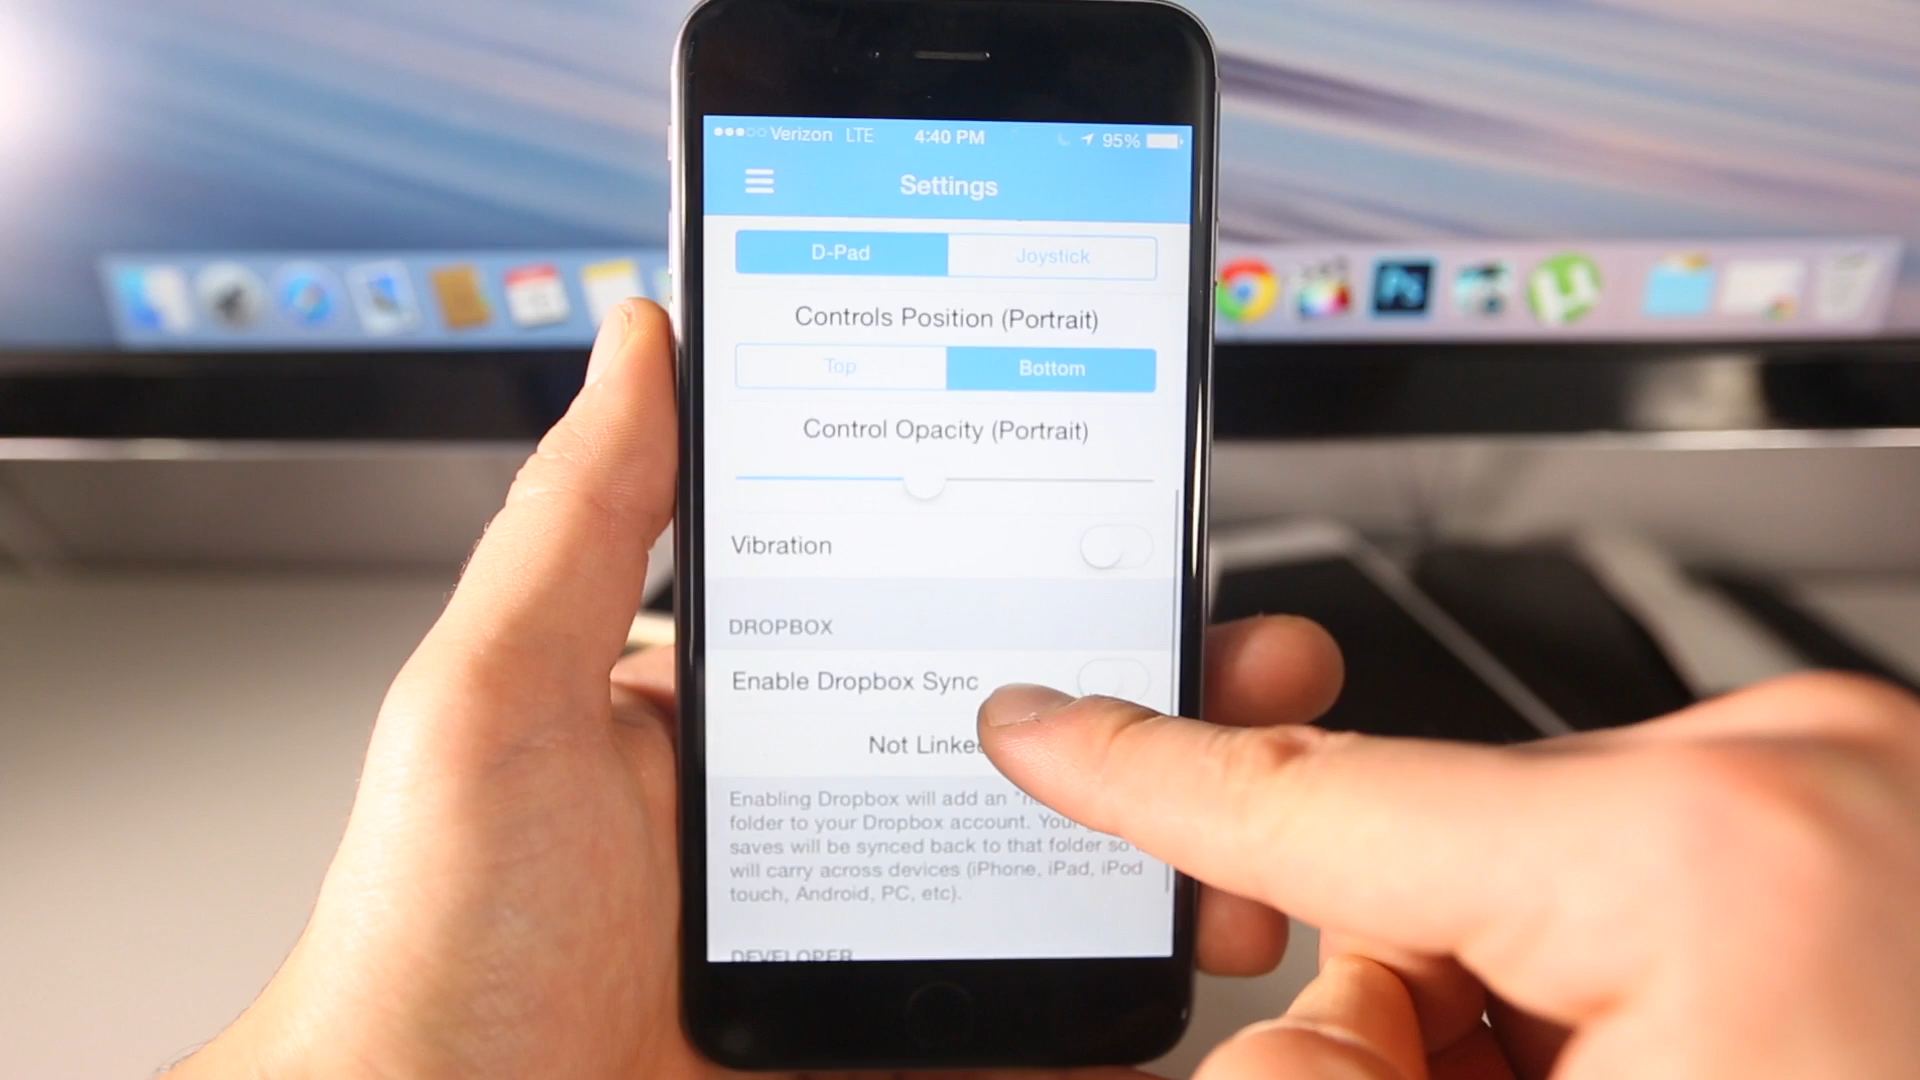 Verizon LTE 4:40 PM 95%
Settings
D-Pad Joystick
Controls Position (Portrait)
Top Bottom
Control Opacity (Portrait)
Vibration
DROPBOX
Enable Dropbox Sync
Not Linked
Enabling Dropbox will add an
folder to your Dropbox account. Your
saves will be synced back to that folder so
will carry across devices (iPhone, iPad, iPod
touch, Android, PC, etc).
DEVELOPER
Ps